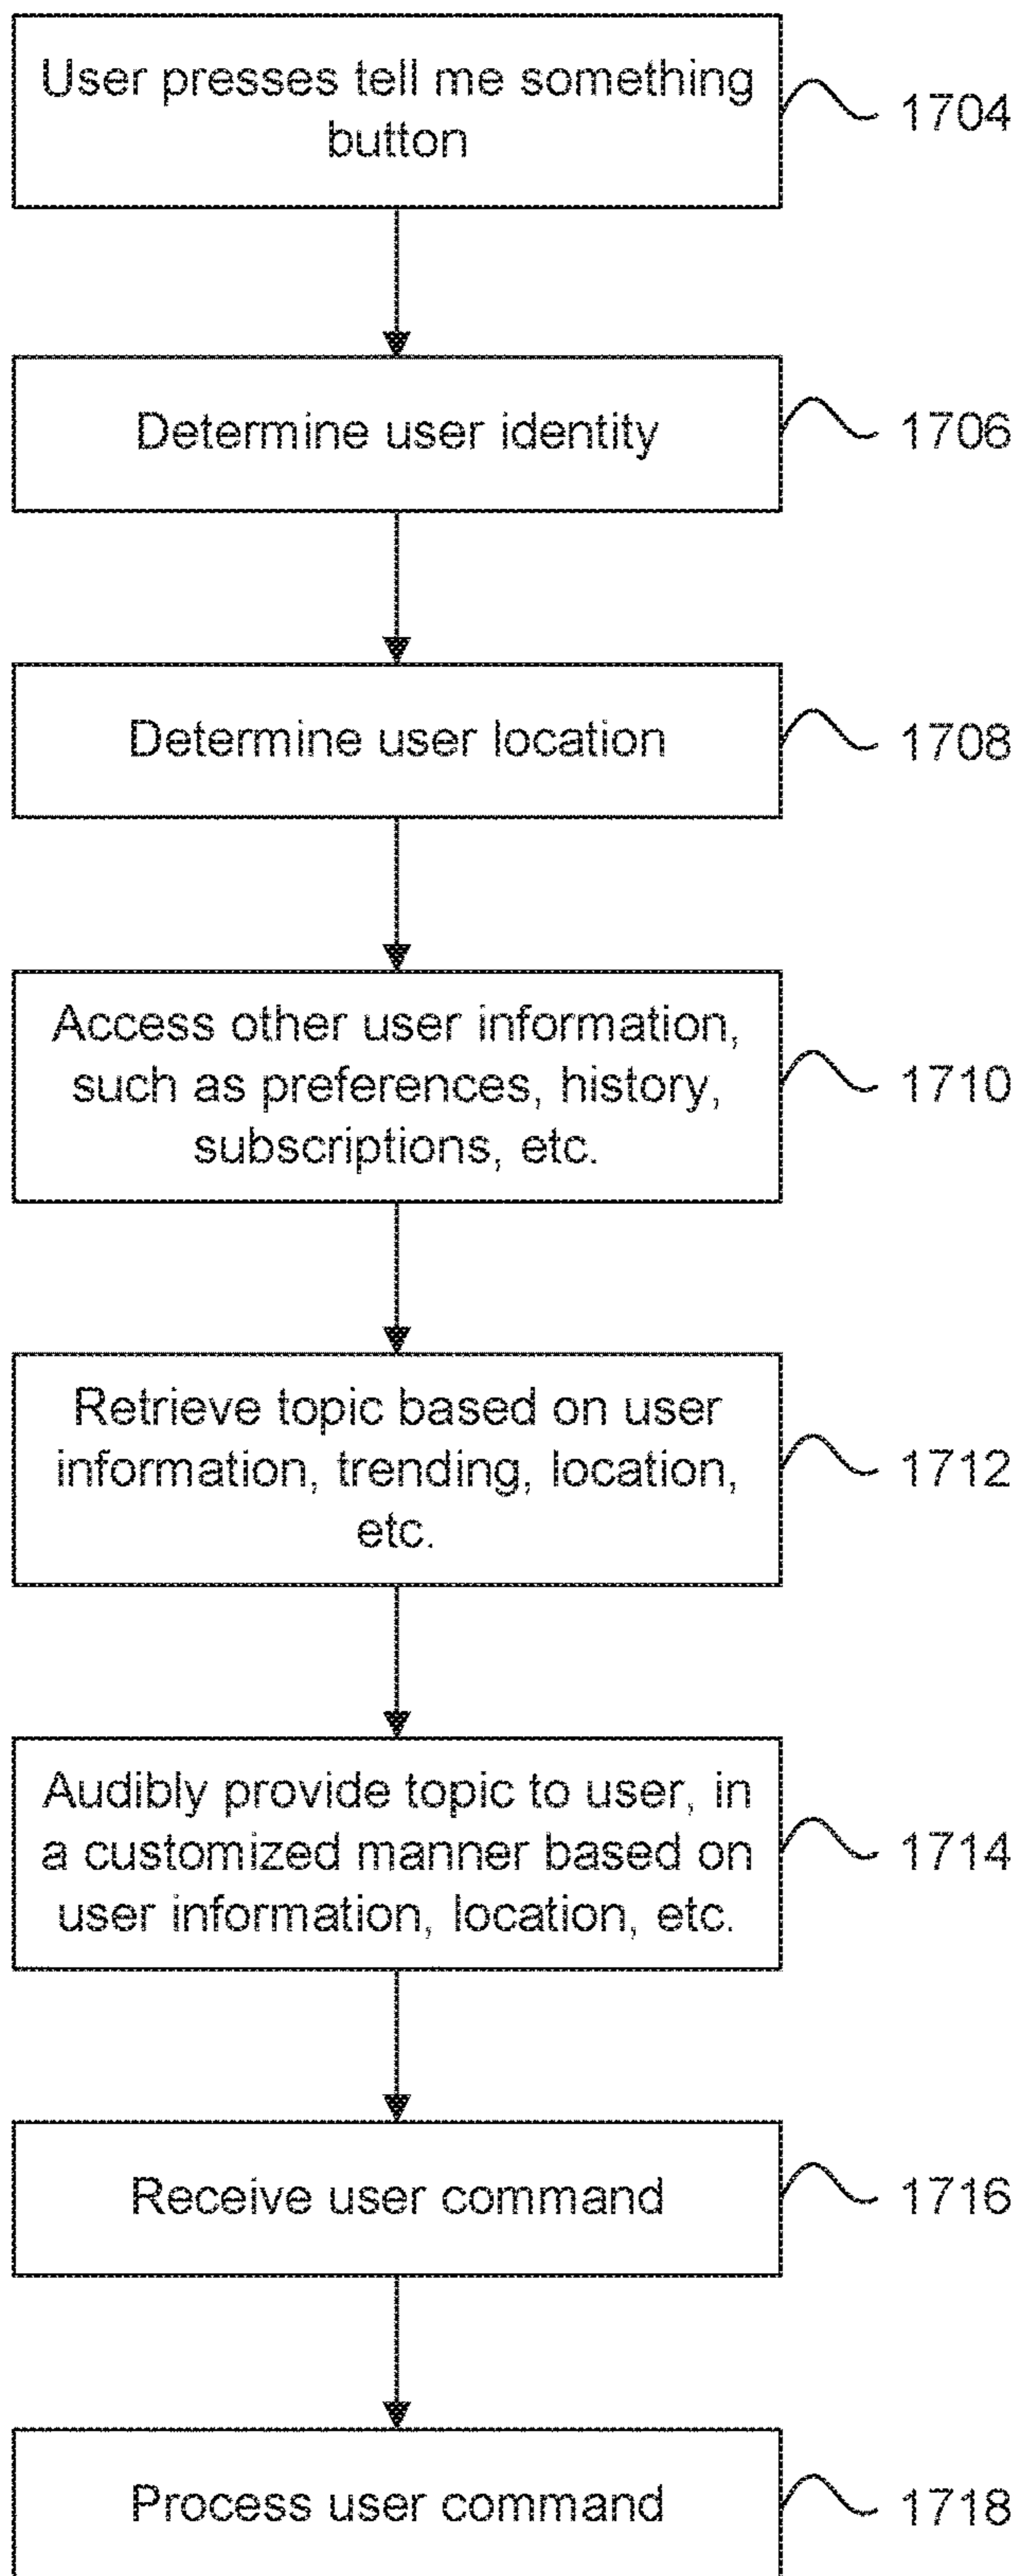 User presses tell me something
button
1704
Determine user identity
1706
Determine user location
1708
Access other user information,
such as preferences, history,
subscriptions, etc.
1710
Retrieve topic based on user
information, trending, location,
etc.
1712
Audibly provide topic to user, in
a customized manner based on
user information, location, etc.
1714
Receive user command
1716
Process user command
1718